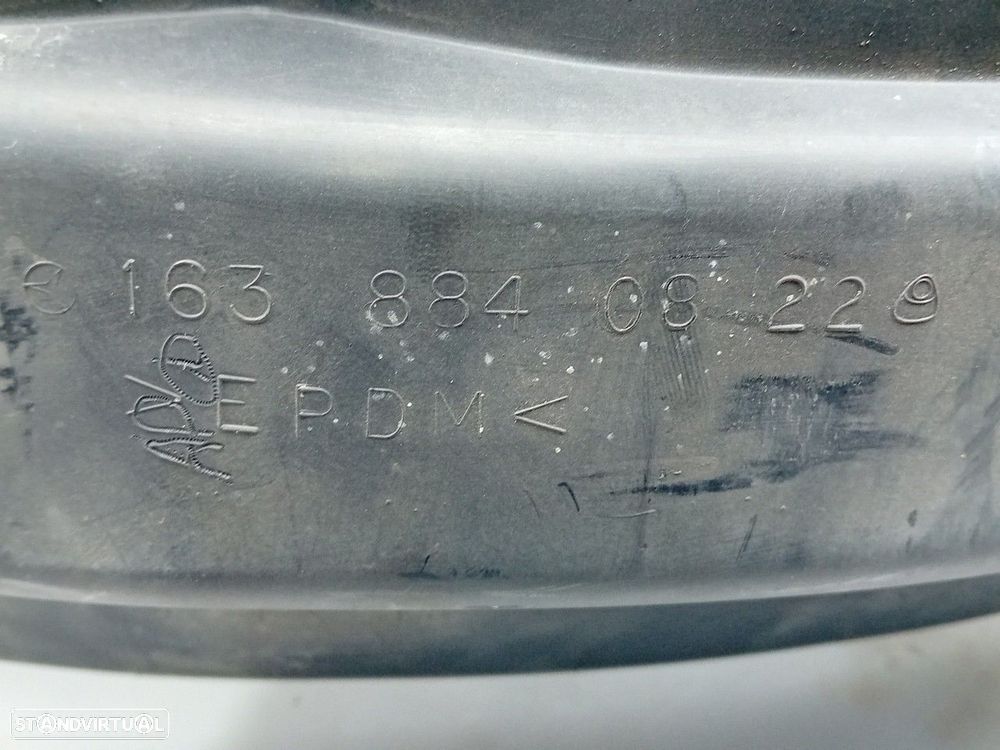 163 884 08 22
>EPDM<
STANDVIRTUAL